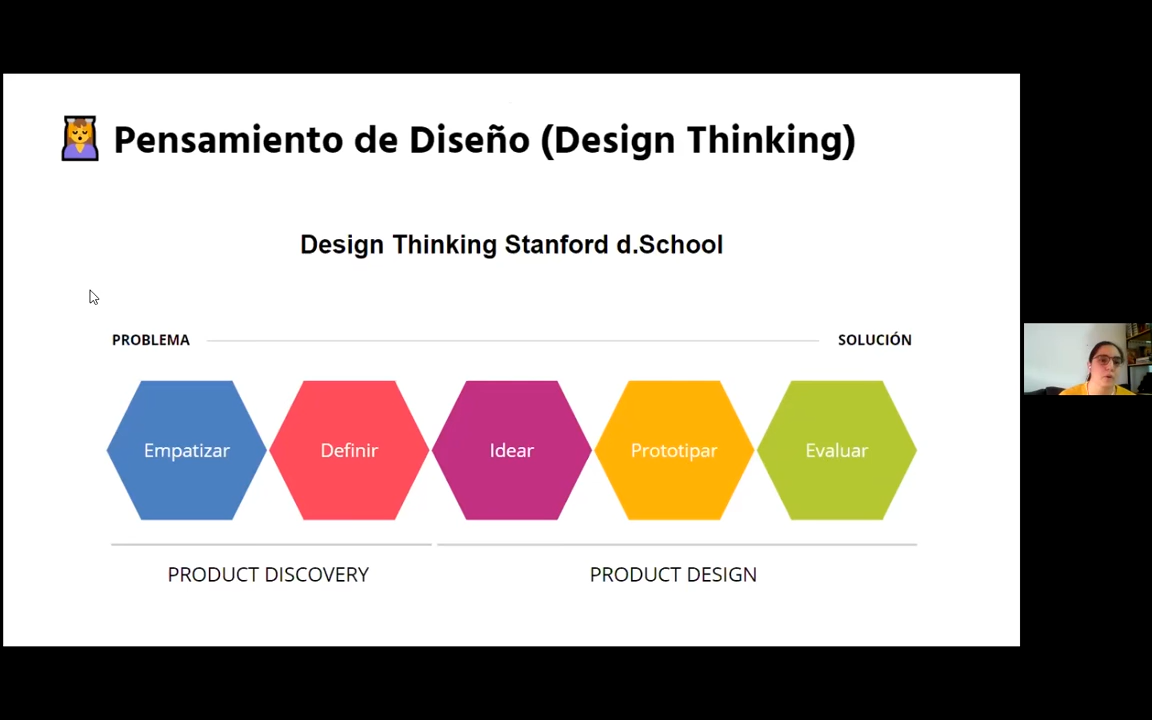 Pensamiento de Diseño (Design Thinking)
Design Thinking Stanford d.School
PROBLEMA SOLUCIÓN
Empatizar Definir Idear Prototipar Evaluar
PRODUCT DISCOVERY PRODUCT DESIGN